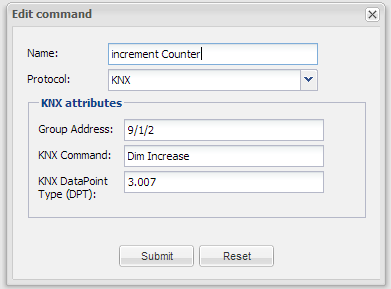 Edit command
Name: increment Counter
Protocol: KNX
KNX attributes
Group Address: 9/1/2
KNX Command: Dim Increase
KNX DataPoint
Type (DPT): 3.007
Submit Reset